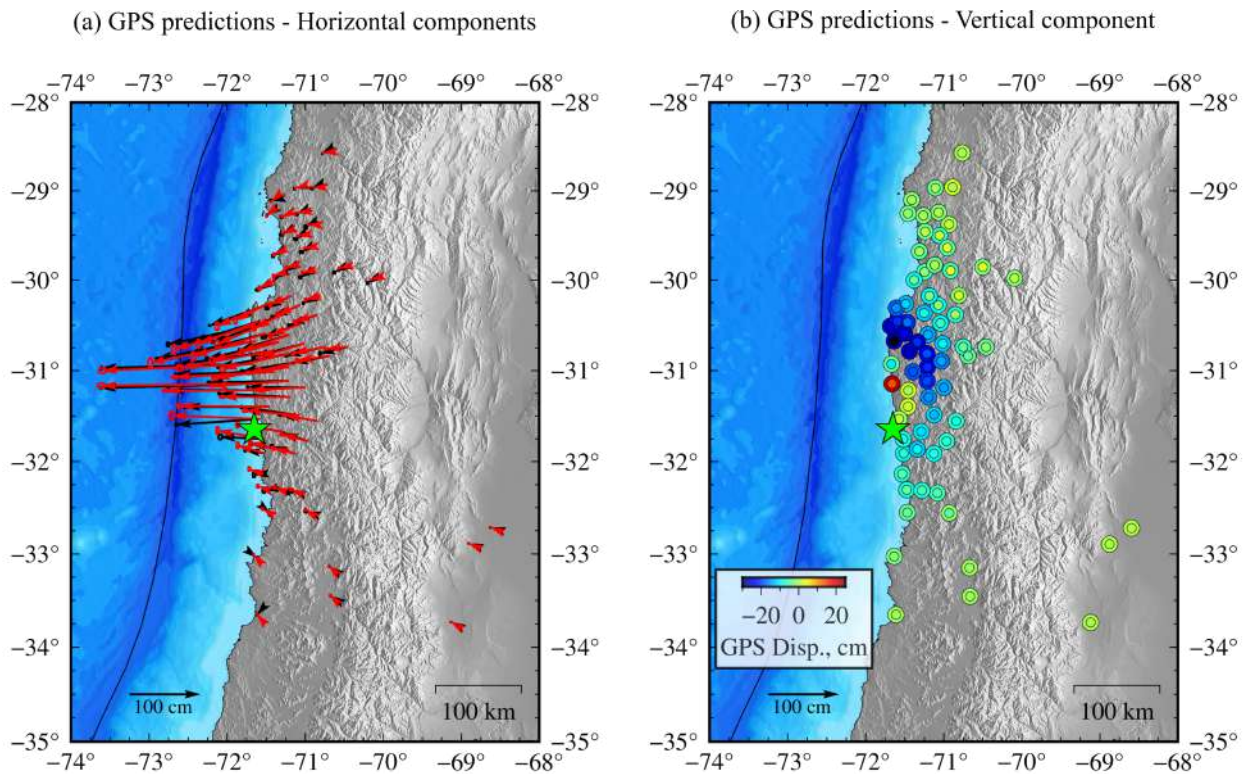 (a) GPS predictions - Horizontal components
(b) GPS predictions - Vertical component
−74° −73° −72° −71° −70° −69° −68°
−74° −73° −72° −71° −70° −69° −68°
−28° −28° −28° −28°
−29° −29° −29° −29°
−30° −30° −30° −30°
−31° −31° −31° −31°
−32° −32° −32° −32°
−33° −33° −33° −33°
−20 0 20
GPS Disp., cm
−34° −34° −34° −34°
100 cm
100 km
100 cm
100 km
−35° −35° −35° −35°
−74° −73° −72° −71° −70° −69° −68°
−74° −73° −72° −71° −70° −69° −68°